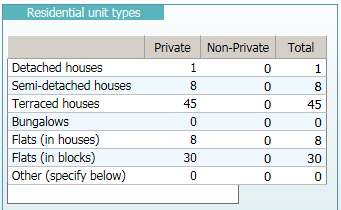 Residential unit types
Private Non-Private Total
Detached houses 1 0 1
Semi-detached houses 8 0 8
Terraced houses 45 0 45
Bungalows 0 0 0
Flats (in houses) 8 0 8
Flats (in blocks) 30 0 30
Other (specify below) 0 0 0